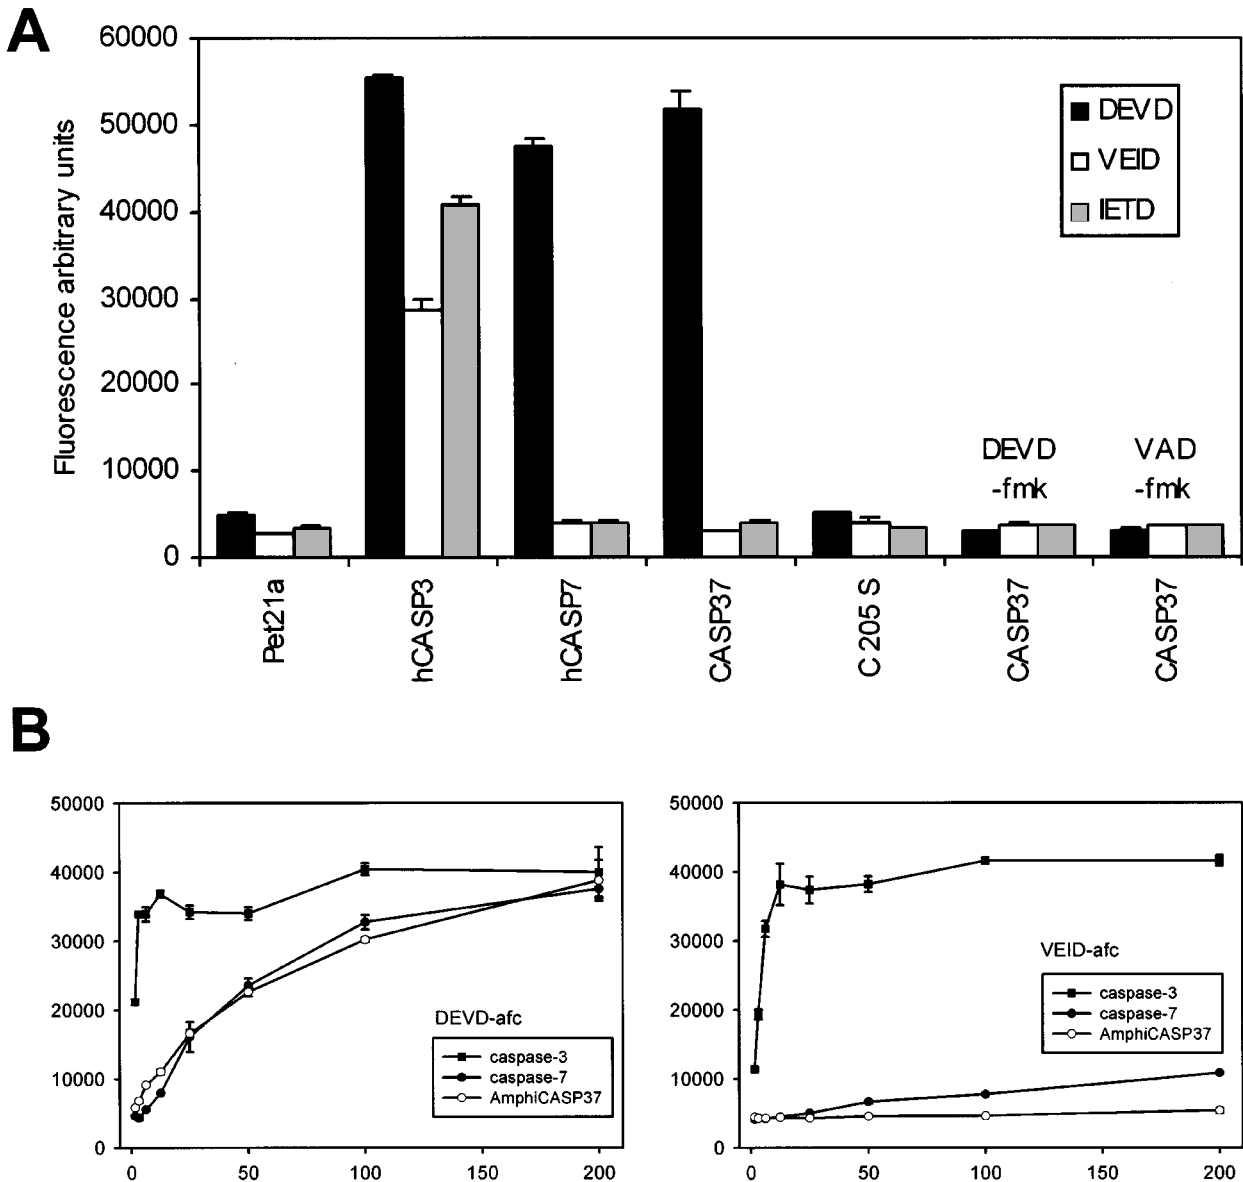 A
60000
50000
40000
30000
20000
10000
0
Fluorescence arbitrary units
DEVD
VEID
IETD
DEVD
-fmk
VAD
-fmk
Pet21a
hCASP3
hCASP7
CASP37
C205S
CASP37
CASP37
B
50000
40000
30000
20000
10000
0
0
50
100
150
200
DEVD-afc
caspase-3
caspase-7
AmphiCASP37
50000
40000
30000
20000
10000
0
0
50
100
150
200
VEID-afc
caspase-3
caspase-7
AmphiCASP37